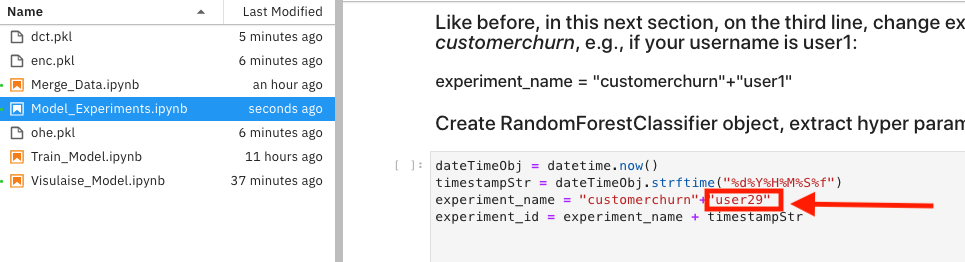 Name
Last Modified
dct.pkl
5 minutes ago
enc.pkl
6 minutes ago
Merge_Data.ipynb
an hour ago
Model_Experiments.ipynb
seconds ago
ohe.pkl
6 minutes ago
Train_Model.ipynb
11 hours ago
Visulaise_Model.ipynb
37 minutes ago
Like before, in this next section, on the third line, change ex
customerchurn, e.g., if your username is user1:
experiment_name = "customerchurn"+"user1"
Create RandomForestClassifier object, extract hyper param
[ ]:
dateTimeObj = datetime.now()
timestampStr = dateTimeObj.strftime("%d%Y%H%M%S%f")
experiment_name = "customerchurn"+"user29"
experiment_id = experiment_name + timestampStr